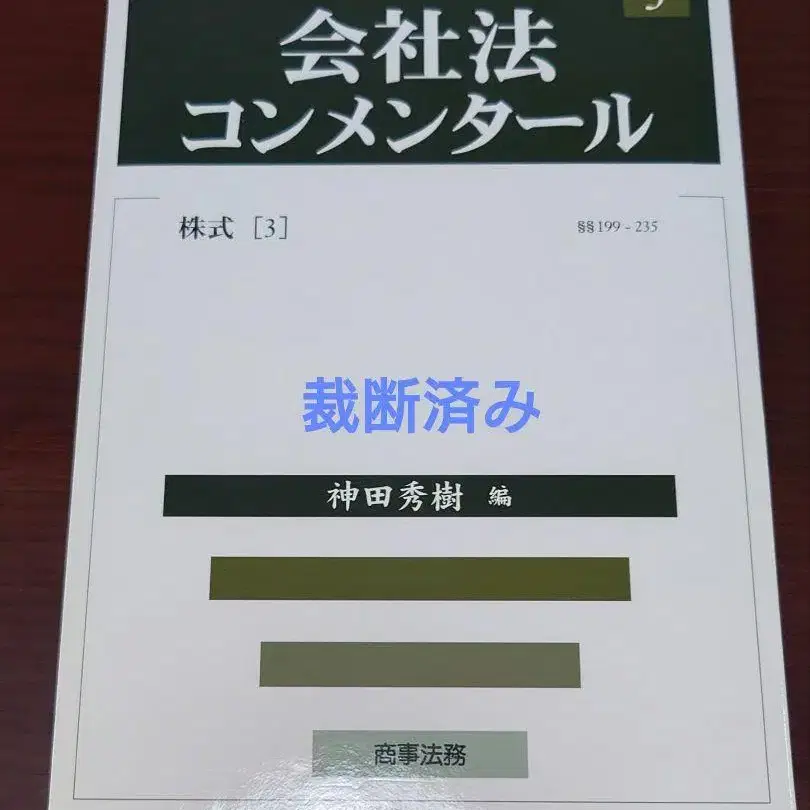 会社法
コンメンタール
株式 [3]
§§199-235
裁断済み
神田秀樹 編
商事法務